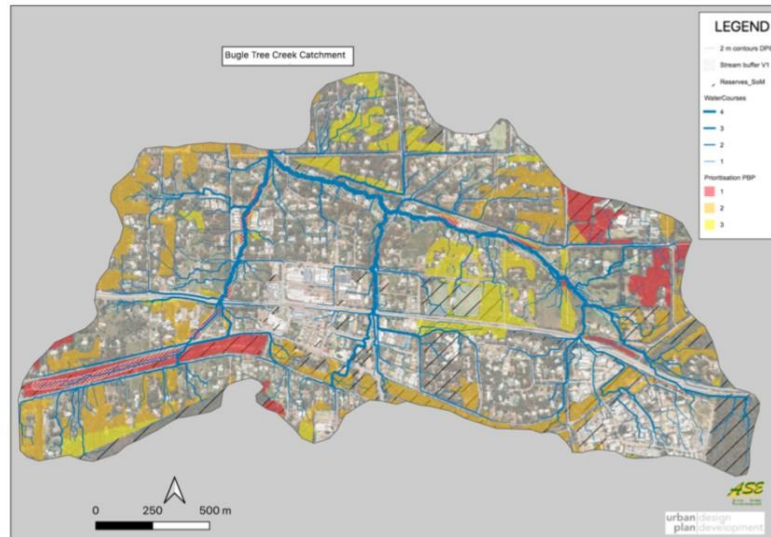 Bugle Tree Creek Catchment
LEGEND
2 m contours DPI
Stream buffer V1
Reserves_SoM
WaterCourses
4
3
2
1
Prioritisation PBP
1
2
3
0 250 500 m
ASE
urban design
plan development